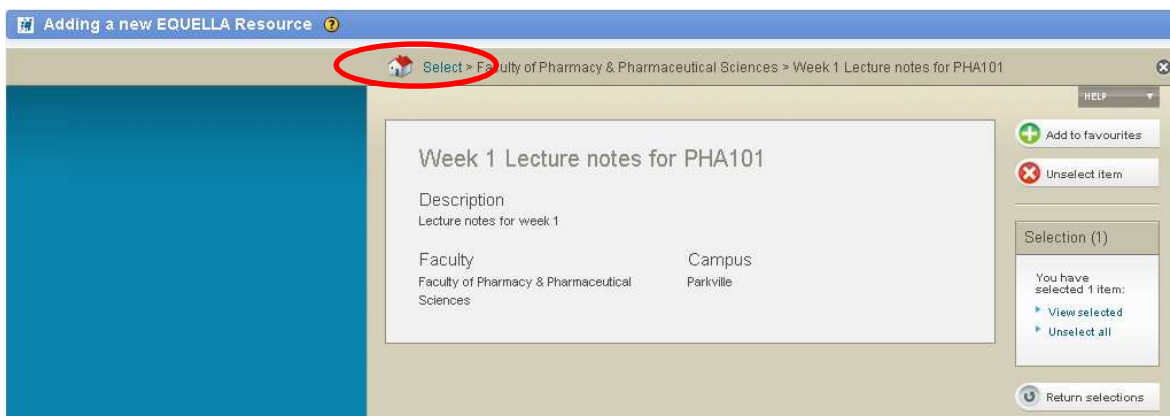 Adding a new EQUELLA Resource ?
Select > Faculty of Pharmacy & Pharmaceutical Sciences > Week 1 Lecture notes for PHA101
HELP
Add to favourites
Unselect item
Week 1 Lecture notes for PHA101
Description
Lecture notes for week 1
Faculty
Faculty of Pharmacy & Pharmaceutical
Sciences
Campus
Parkville
Selection (1)
You have
selected 1 item:
View selected
Unselect all
Return selections